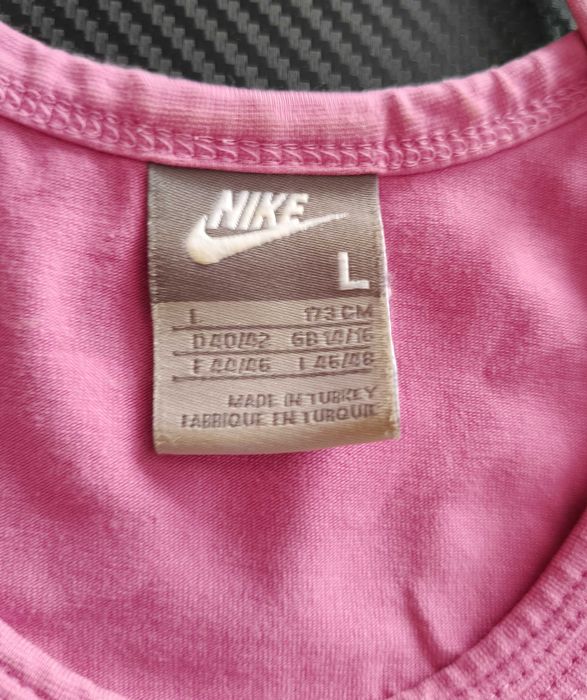 NIKE
L
L 173 CM
D 40/42 GB 14/16
F 44/46 I 46/48
MADE IN TURKEY
FABRIQUE EN TURQUIE